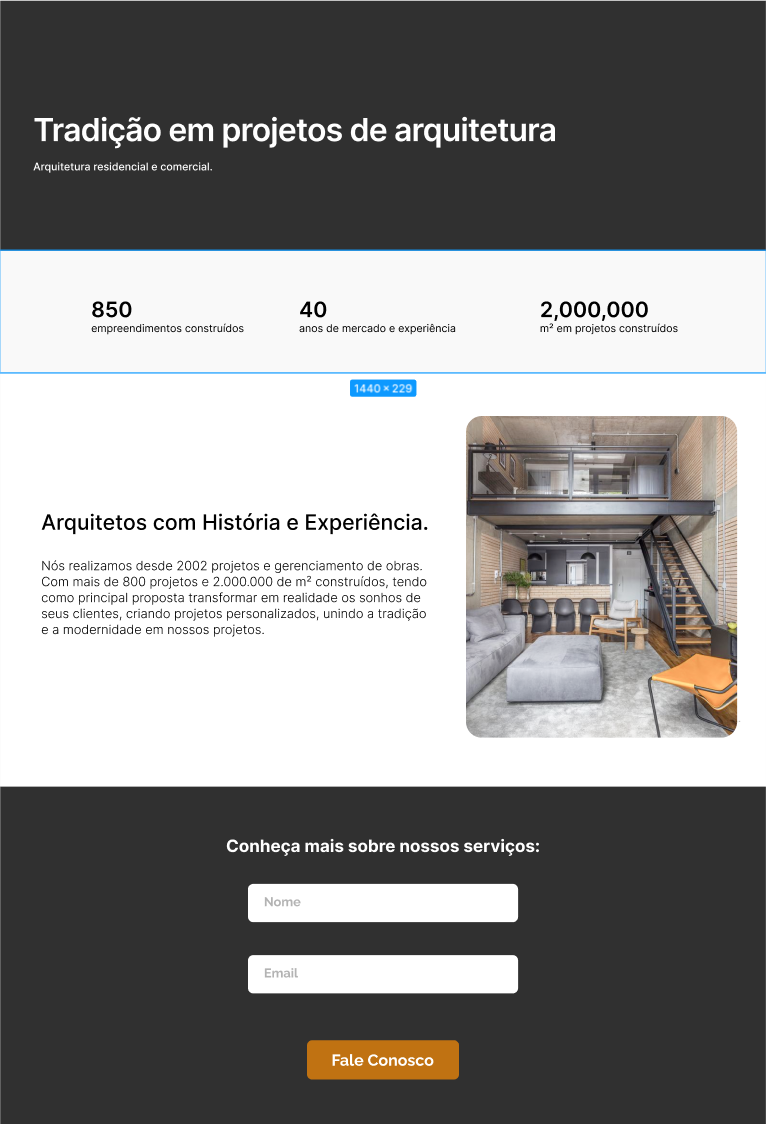 Tradição em projetos de arquitetura
Arquitetura residencial e comercial.
850
empreendimentos construídos
40
anos de mercado e experiência
2,000,000
m² em projetos construídos
1440 × 229
Arquitetos com História e Experiência.
Nós realizamos desde 2002 projetos e gerenciamento de obras.
Com mais de 800 projetos e 2.000.000 de m² construídos, tendo
como principal proposta transformar em realidade os sonhos de
seus clientes, criando projetos personalizados, unindo a tradição
e a modernidade em nossos projetos.
Conheça mais sobre nossos serviços:
Nome
Email
Fale Conosco